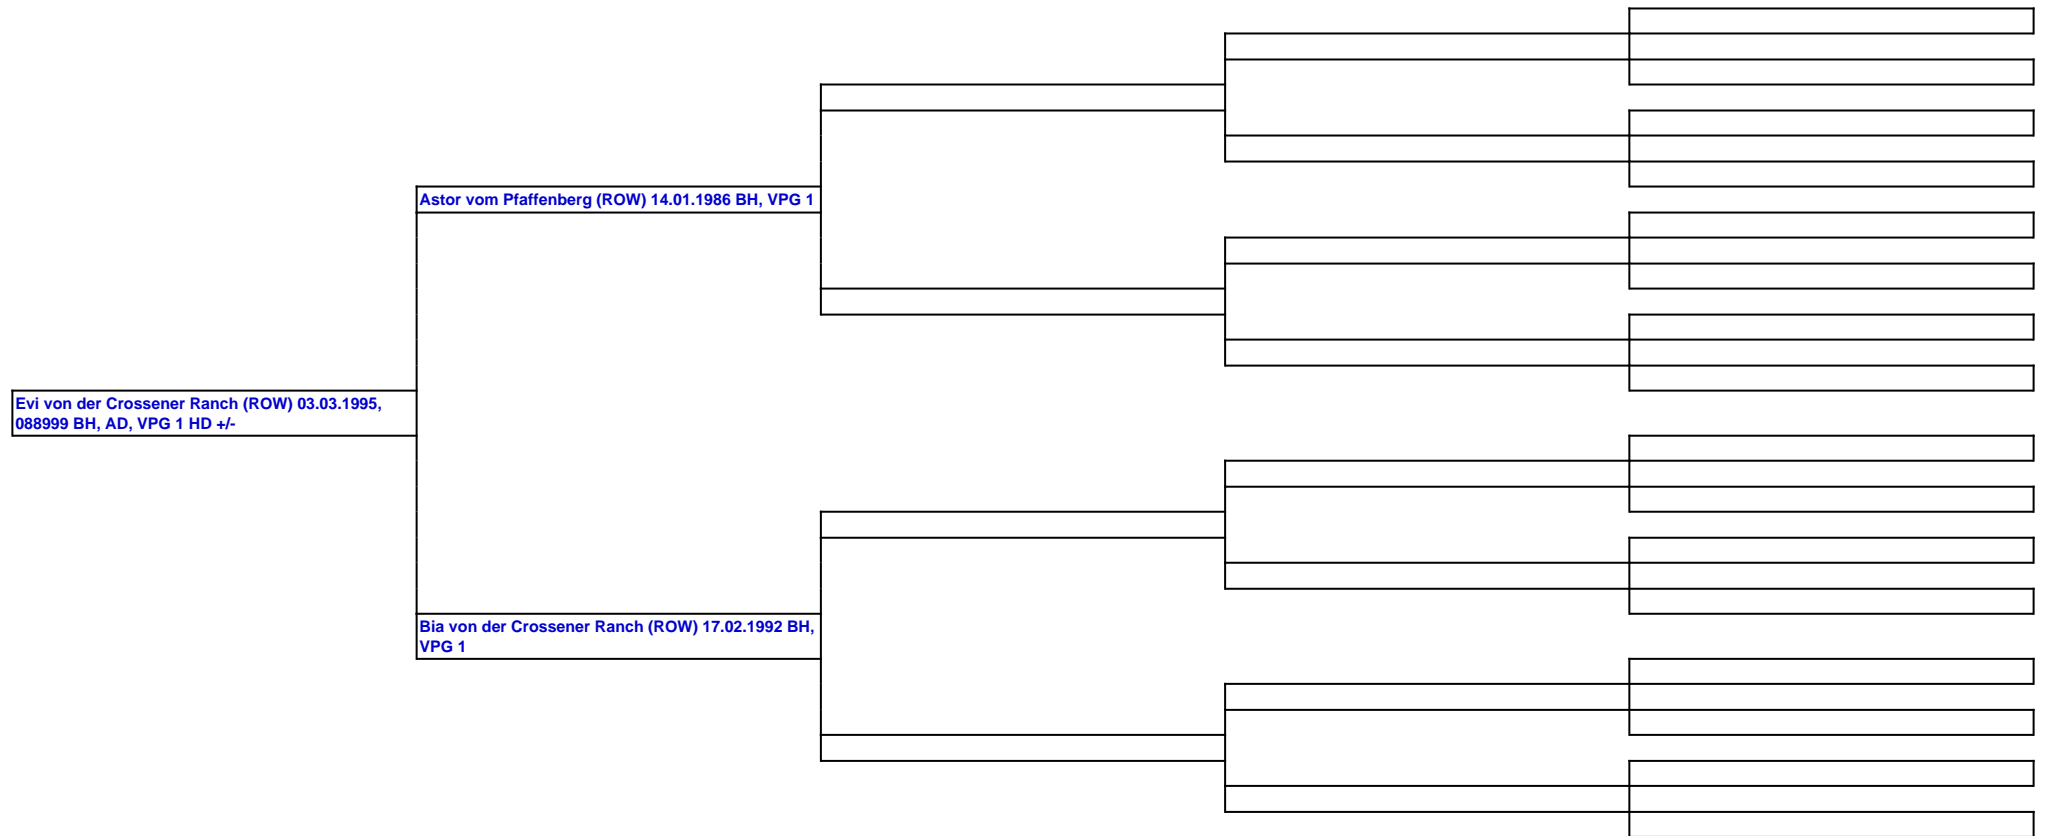 Astor vom Pfaffenberg (ROW) 14.01.1986 BH, VPG 1
Evi von der Crossener Ranch (ROW) 03.03.1995,
088999 BH, AD, VPG 1 HD +/-
Bia von der Crossener Ranch (ROW) 17.02.1992 BH,
VPG 1